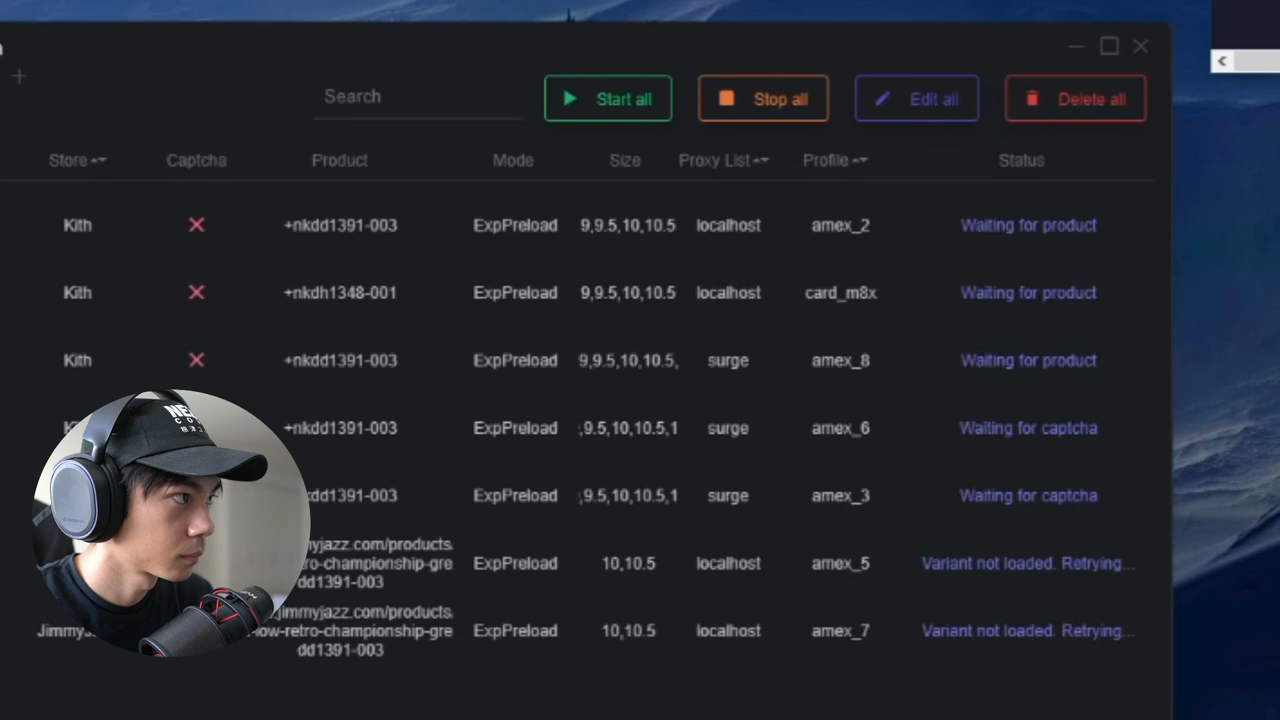 Search
Start all
Stop all
Edit all
Delete all
Store
Captcha
Product
Mode
Size
Proxy List
Profile
Status
Kith
+nkdd1391-003
ExpPreload
9,9.5,10,10.5
localhost
amex_2
Waiting for product
Kith
+nkdh1348-001
ExpPreload
9,9.5,10,10.5
localhost
card_m8x
Waiting for product
Kith
+nkdd1391-003
ExpPreload
9,9.5,10,10.5,
surge
amex_8
Waiting for product
+nkdd1391-003
ExpPreload
,9.5,10,10.5,1
surge
amex_6
Waiting for captcha
dd1391-003
ExpPreload
,9.5,10,10.5,1
surge
amex_3
Waiting for captcha
myjazz.com/products
ro-championship-gre
dd1391-003
ExpPreload
10,10.5
localhost
amex_5
Variant not loaded. Retrying...
JimmyJ
jimmyjazz.com/products
low-retro-championship-gre
dd1391-003
ExpPreload
10,10.5
localhost
amex_7
Variant not loaded. Retrying...